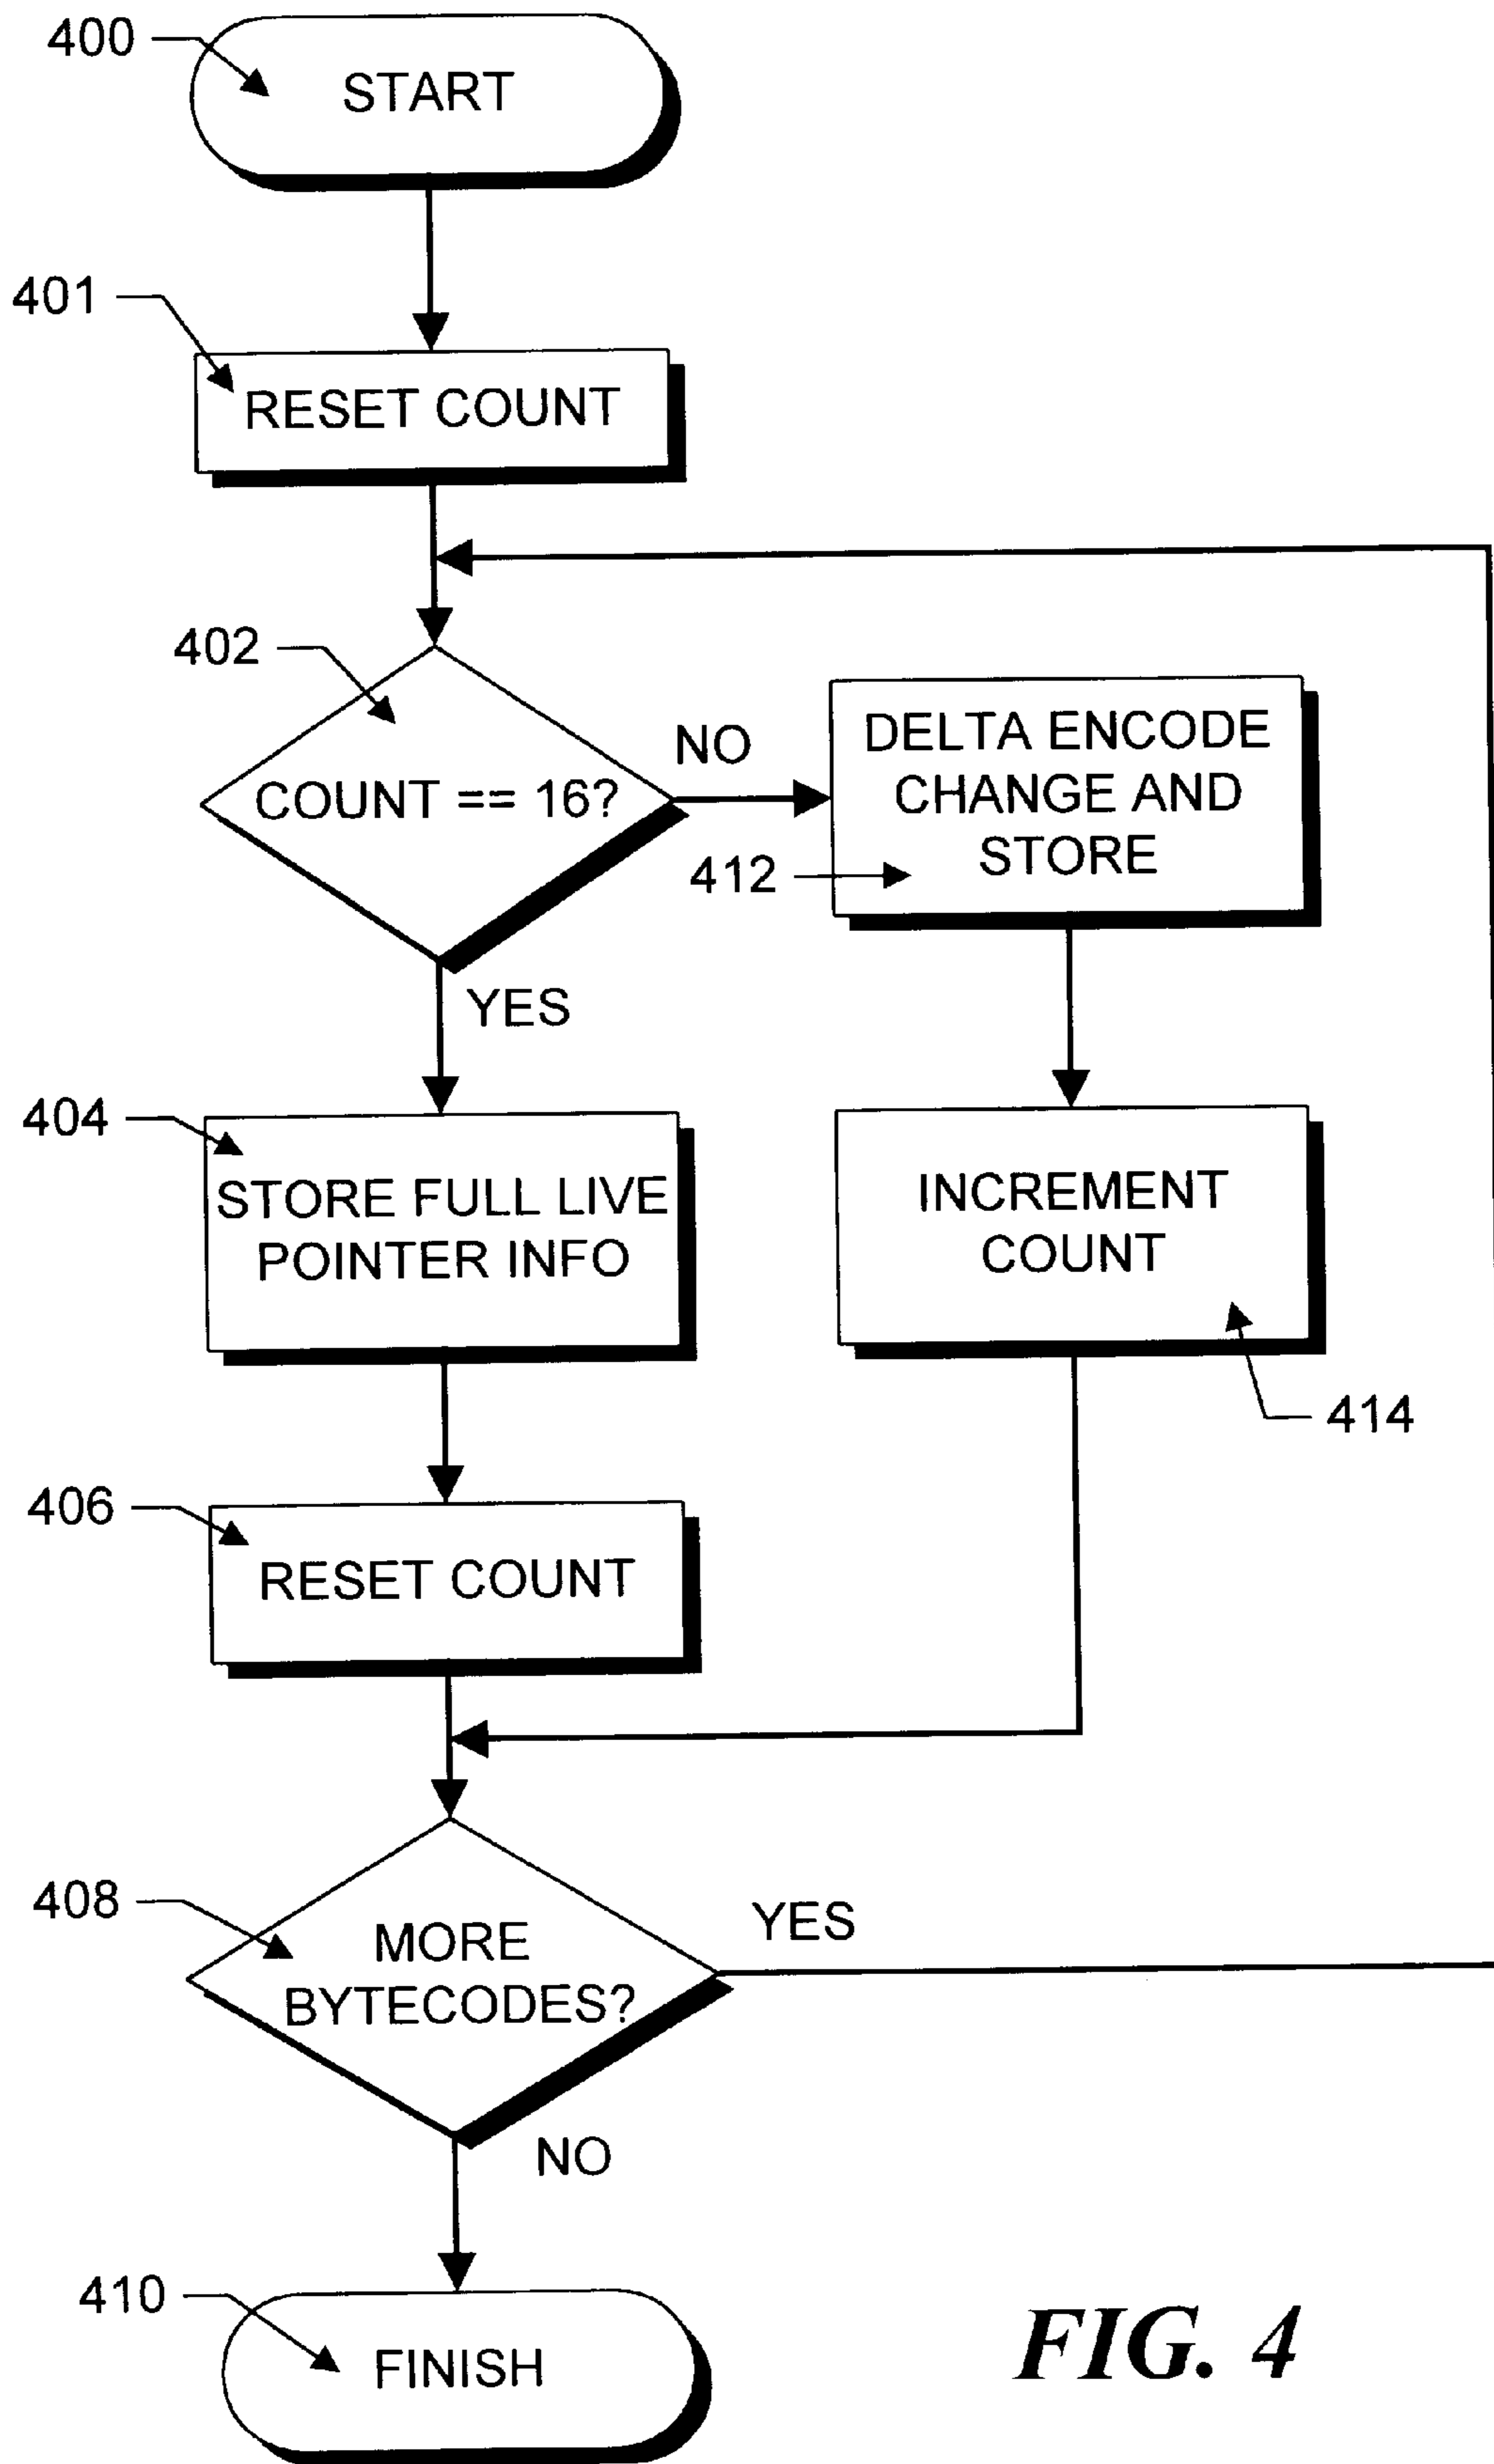 400
START
401
RESET COUNT
402
COUNT == 16?
NO
DELTA ENCODE
CHANGE AND
STORE
412
YES
404
STORE FULL LIVE
POINTER INFO
INCREMENT
COUNT
414
406
RESET COUNT
408
MORE
BYTECODES?
YES
NO
410
FINISH
FIG. 4